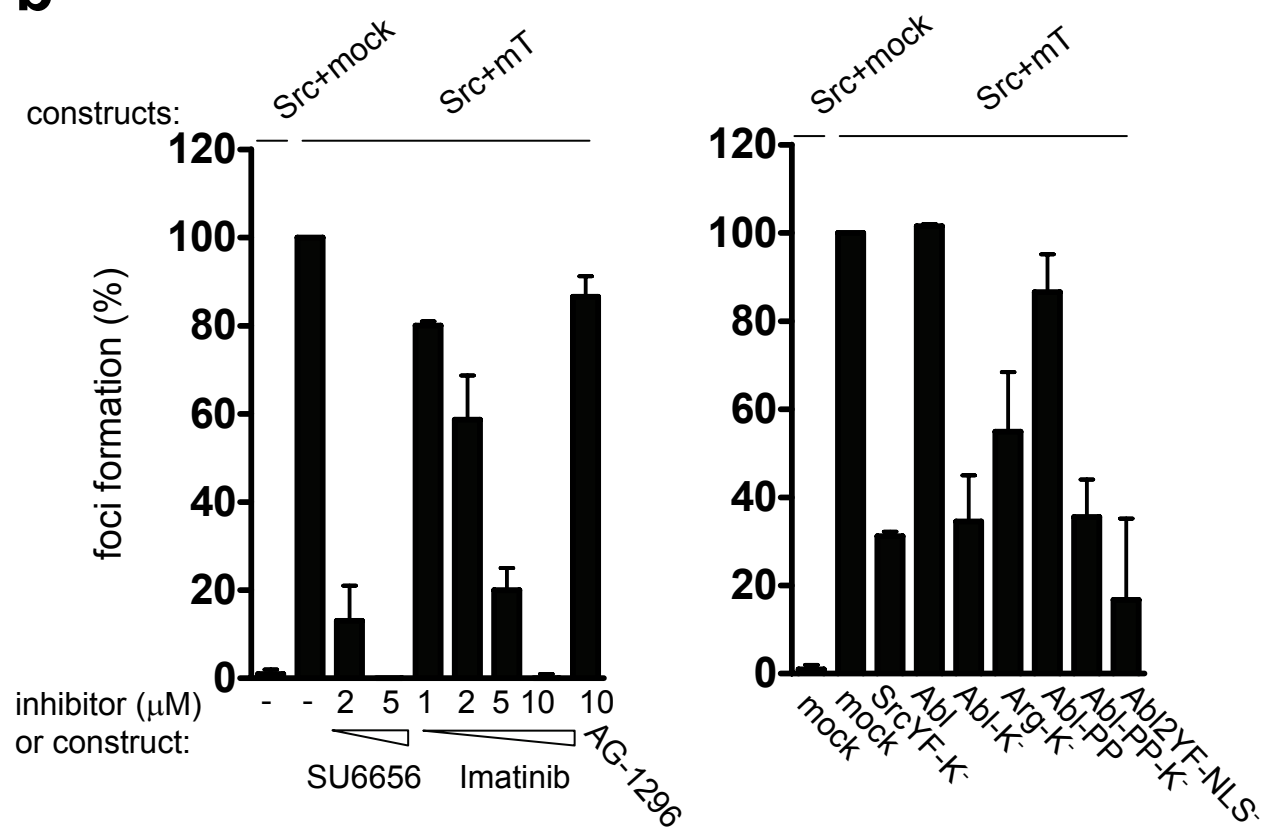 b
Src+mock
Src+mT
constructs:
120
100
80
60
40
20
0
foci formation (%)
inhibitor (μM)
or construct:
- - 2 5 1 2 5 10 10
SU6656
Imatinib
AG-1296
Src+mock
Src+mT
120
100
80
60
40
20
0
mock
mock
SrcYF-K-
Abl
Abl-K-
Arg-K-
Abl-PP
Abl-PP-K-
Abl2YF-NLS-